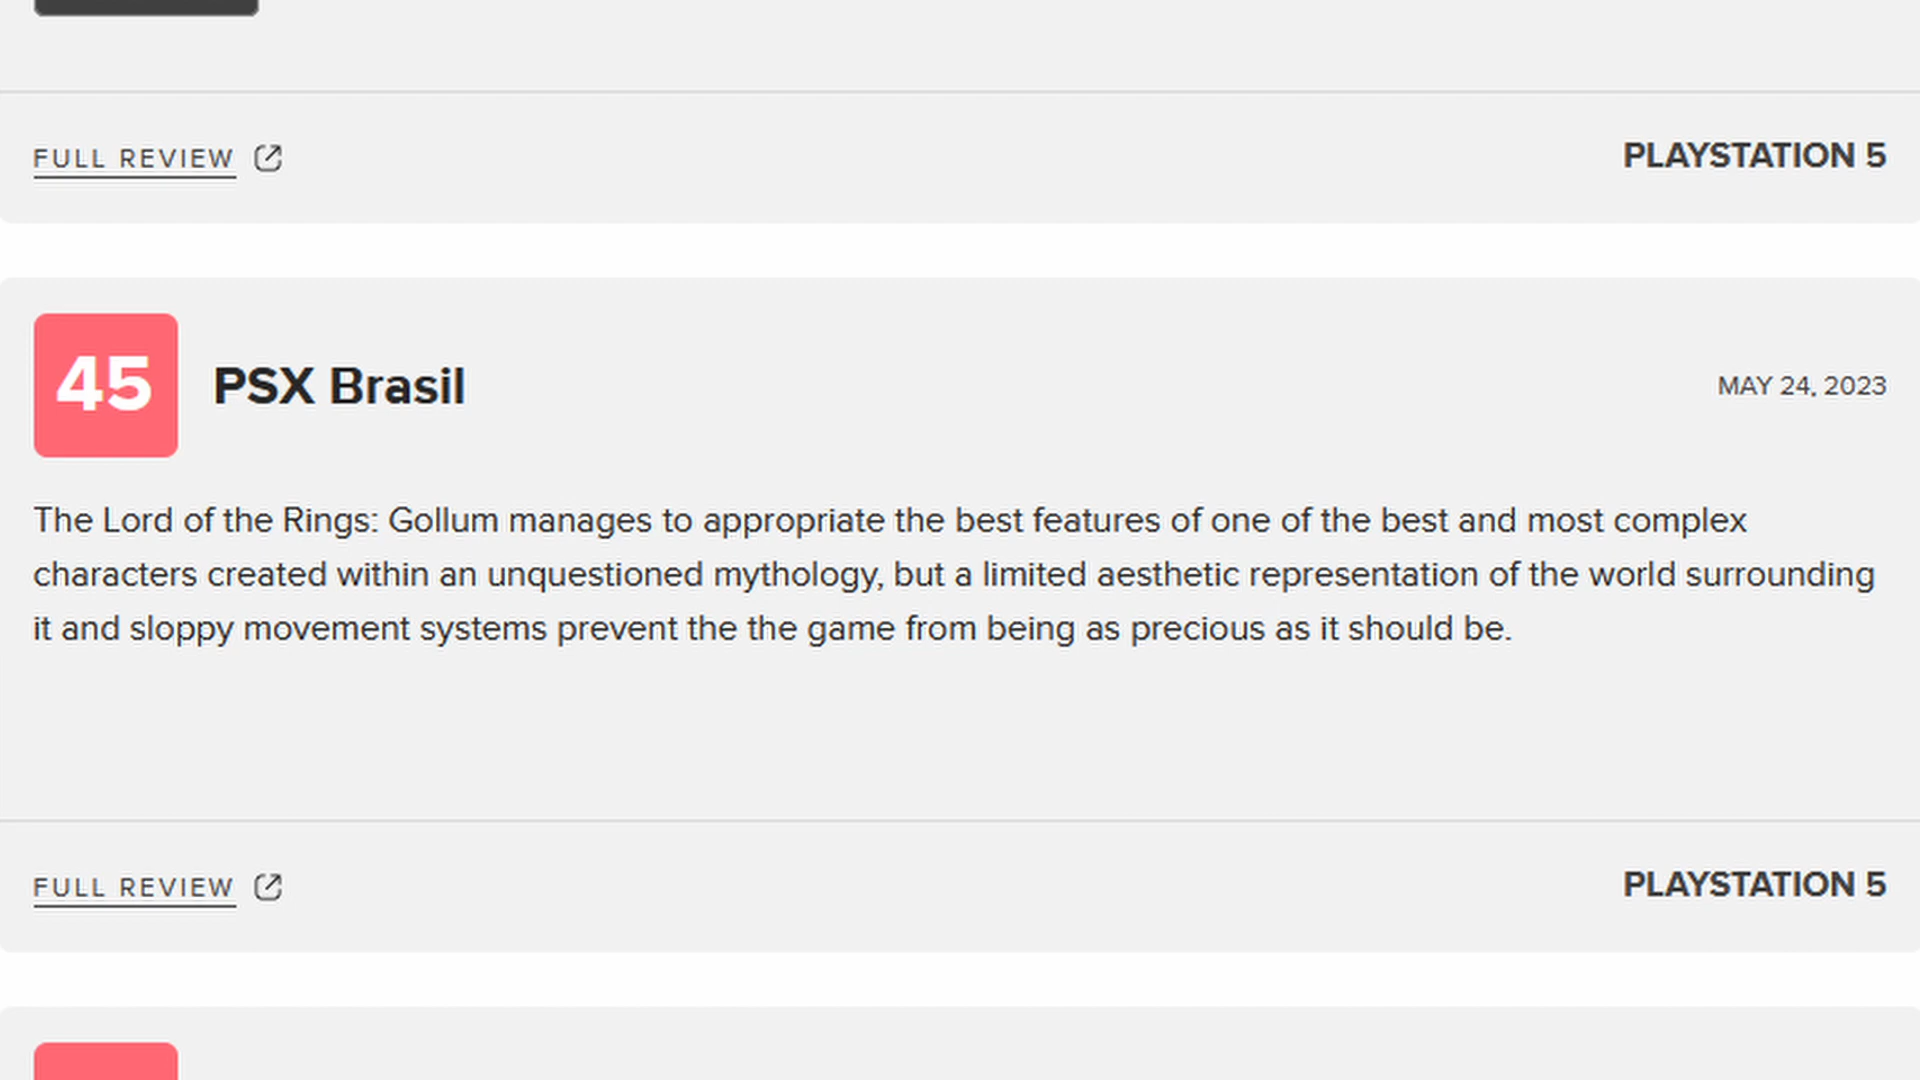 FULL REVIEW
PLAYSTATION 5
45
PSX Brasil
MAY 24, 2023
The Lord of the Rings: Gollum manages to appropriate the best features of one of the best and most complex
characters created within an unquestioned mythology, but a limited aesthetic representation of the world surrounding
it and sloppy movement systems prevent the the game from being as precious as it should be.
FULL REVIEW
PLAYSTATION 5